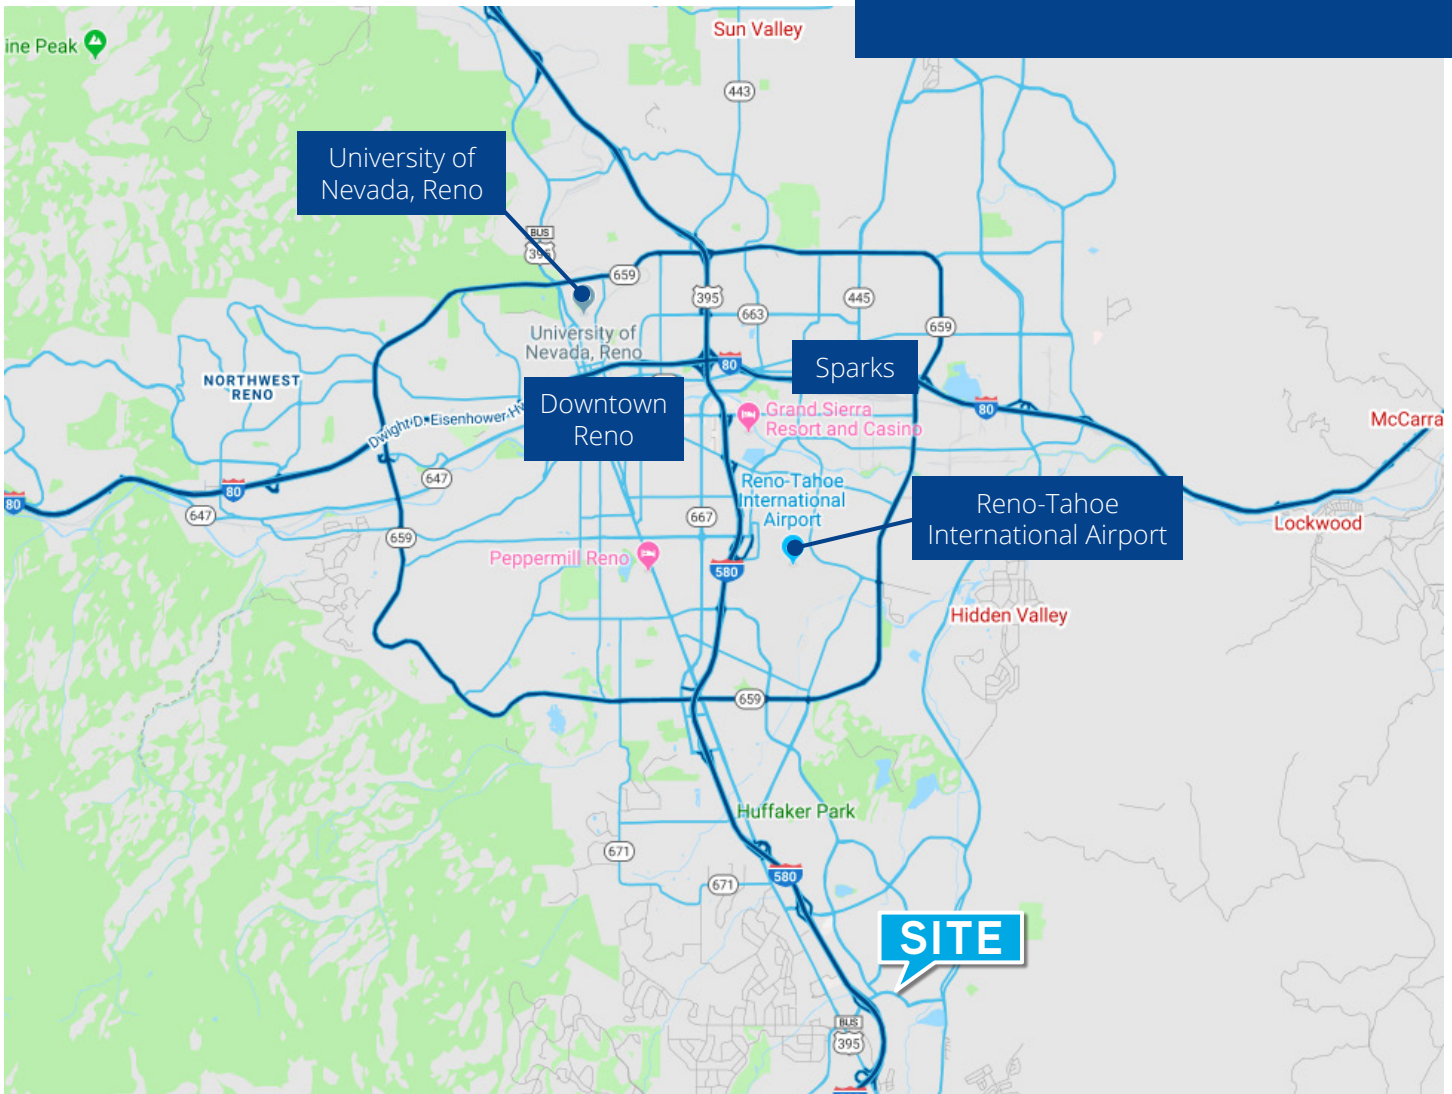 Sun Valley
ine Peak
443
University of
Nevada, Reno
BUS
395
659
395
445
663
659
University of
Nevada, Reno
80
Sparks
NORTHWEST
RENO
Downtown
Reno
80
Grand Sierra
Resort and Casino
McCarra
Dwight D. Eisenhower Hw
647
80
80
647
Reno-Tahoe
International
Airport
667
Reno-Tahoe
International Airport
Lockwood
659
Peppermill Reno
580
Hidden Valley
659
Huffaker Park
671
580
671
SITE
BUS
395